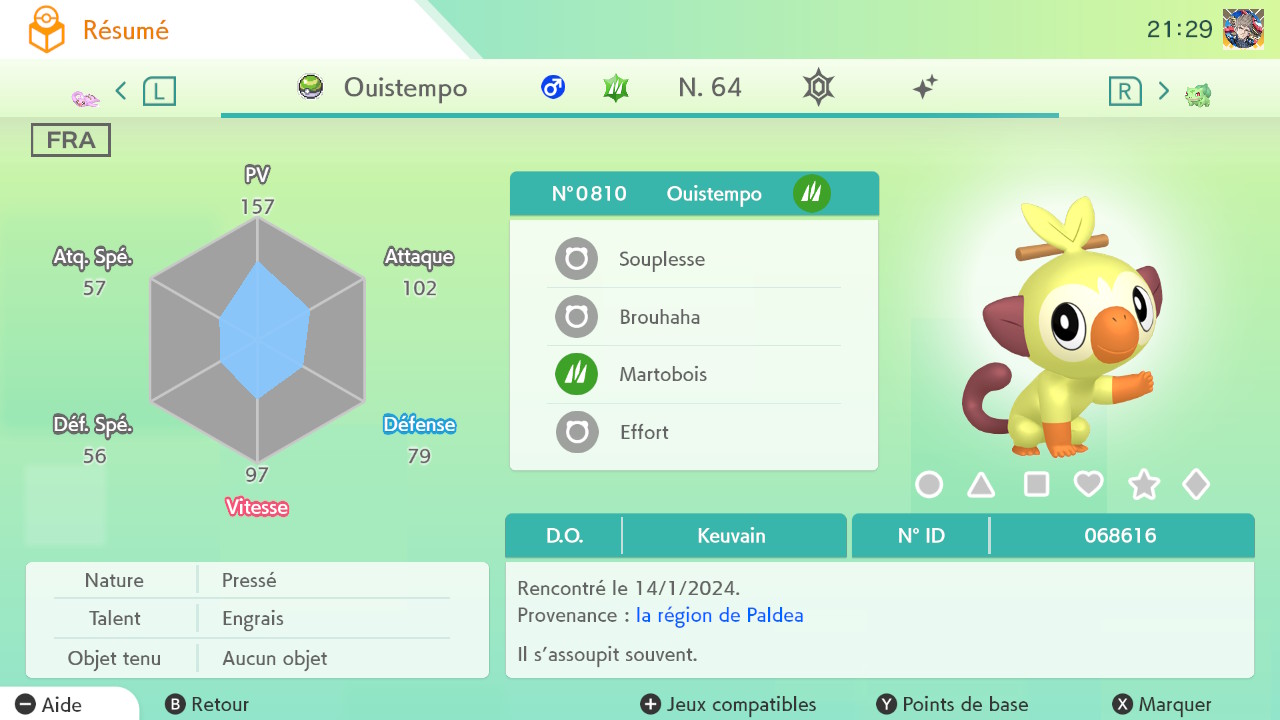 Résumé
21:29
L
Ouistempo
N. 64
R
FRA
PV
157
Atq. Spé.
57
Attaque
102
Déf. Spé.
56
Défense
79
97
Vitesse
N°0810 Ouistempo
Souplesse
Brouhaha
Martobois
Effort
D.O. Keuvain N° ID 068616
Rencontré le 14/1/2024.
Provenance : la région de Paldea
Il s'assoupit souvent.
Nature Pressé
Talent Engrais
Objet tenu Aucun objet
Aide B Retour Jeux compatibles Y Points de base X Marquer